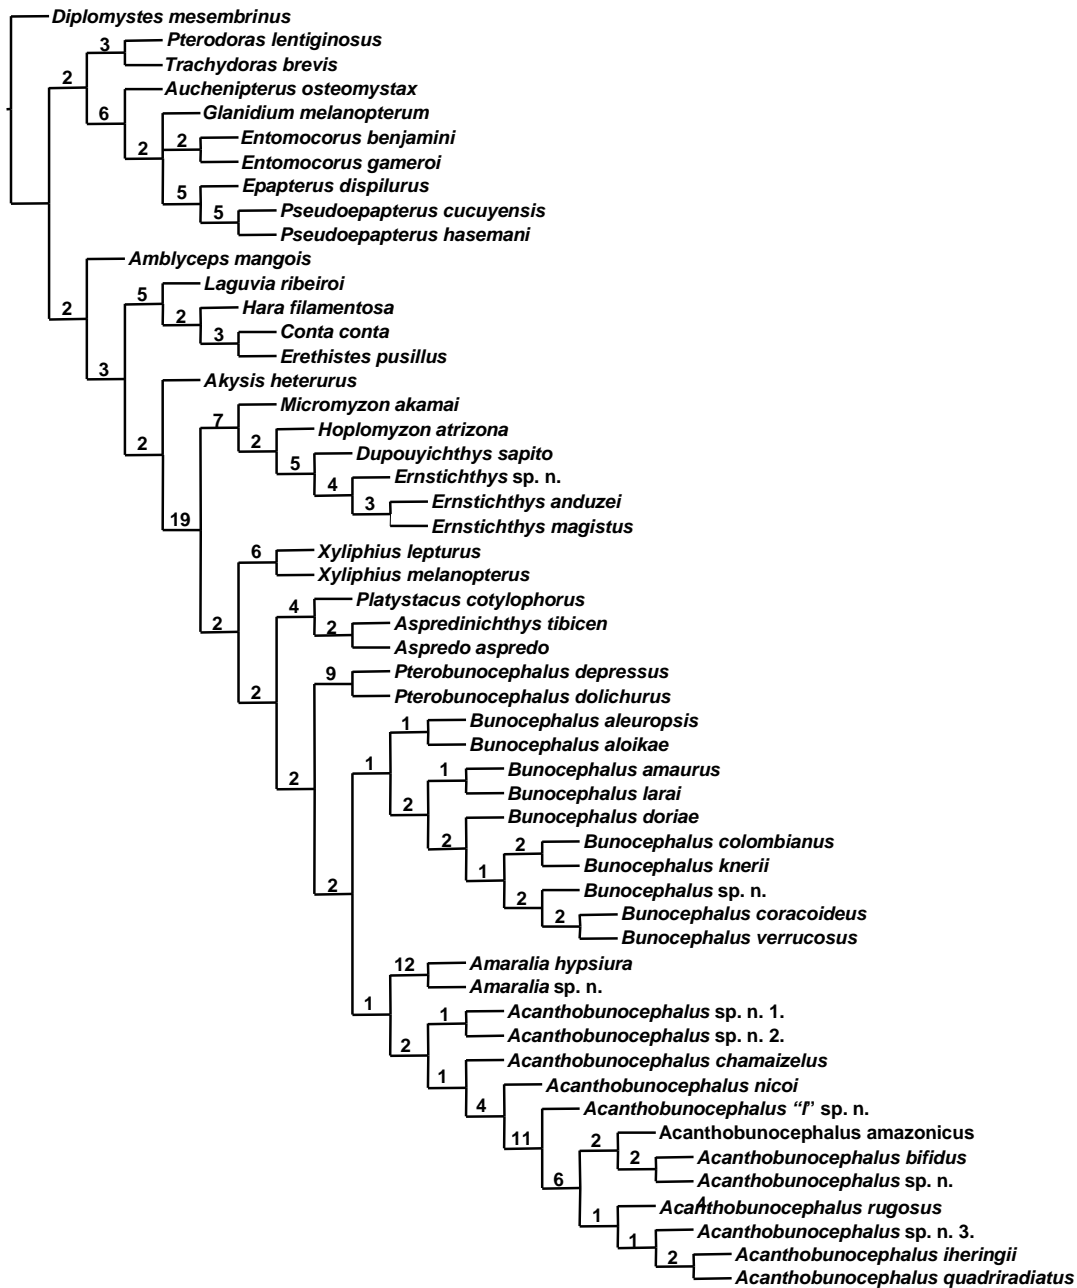 Diplomystes mesembrinus
3 Pterodoras lentiginosus
Trachydoras brevis
2
Auchenipterus osteomystax
6 Glanidium melanopterum
2 2 Entomocorus benjamini
Entomocorus gameroi
5 Epapterus dispilurus
5 Pseudoepapterus cucuyensis
Pseudoepapterus hasemani
Amblyceps mangois
5 Laguvia ribeiroi
2 2 Hara filamentosa
3 Conta conta
Erethistes pusillus
3
Akysis heterurus
Micromyzon akamai
7
2 Hoplomyzon atrizona
2
5 Dupouyichthys sapito
4 Ernstichthys sp. n.
3 Ernstichthys anduzei
19 Ernstichthys magistus
6 Xyliphius lepturus
Xyliphius melanopterus
4 Platystacus cotylophorus
2 2 Aspredinichthys tibicen
Aspredo aspredo
9 Pterobunocephalus depressus
2 Pterobunocephalus dolichurus
1 Bunocephalus aleuropsis
Bunocephalus aloikae
2 1 1 Bunocephalus amaurus
Bunocephalus larai
2 Bunocephalus doriae
2 2 Bunocephalus colombianus
1 Bunocephalus knerii
2 2 Bunocephalus sp. n.
2 Bunocephalus coracoideus
Bunocephalus verrucosus
12 Amaralia hypsiura
Amaralia sp. n.
1 1 Acanthobunocephalus sp. n. 1.
Acanthobunocephalus sp. n. 2.
2
1 Acanthobunocephalus chamaizelus
4 Acanthobunocephalus nicoi
Acanthobunocephalus “I” sp. n.
11 2 Acanthobunocephalus amazonicus
2 Acanthobunocephalus bifidus
6 Acanthobunocephalus sp. n.
1 Acanthobunocephalus rugosus
1 Acanthobunocephalus sp. n. 3.
2 Acanthobunocephalus iheringii
Acanthobunocephalus quadriradiatus